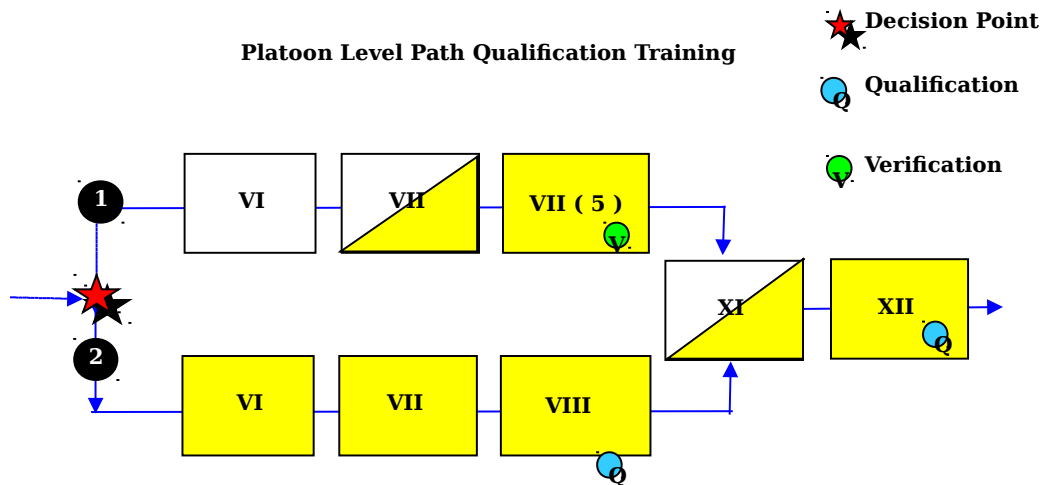 Decision Point
Platoon Level Path Qualification Training
Qualification
Q
Verification
V
1
VI
VII
VII ( 5 )
V
XI
XII
Q
2
VI
VII
VIII
Q